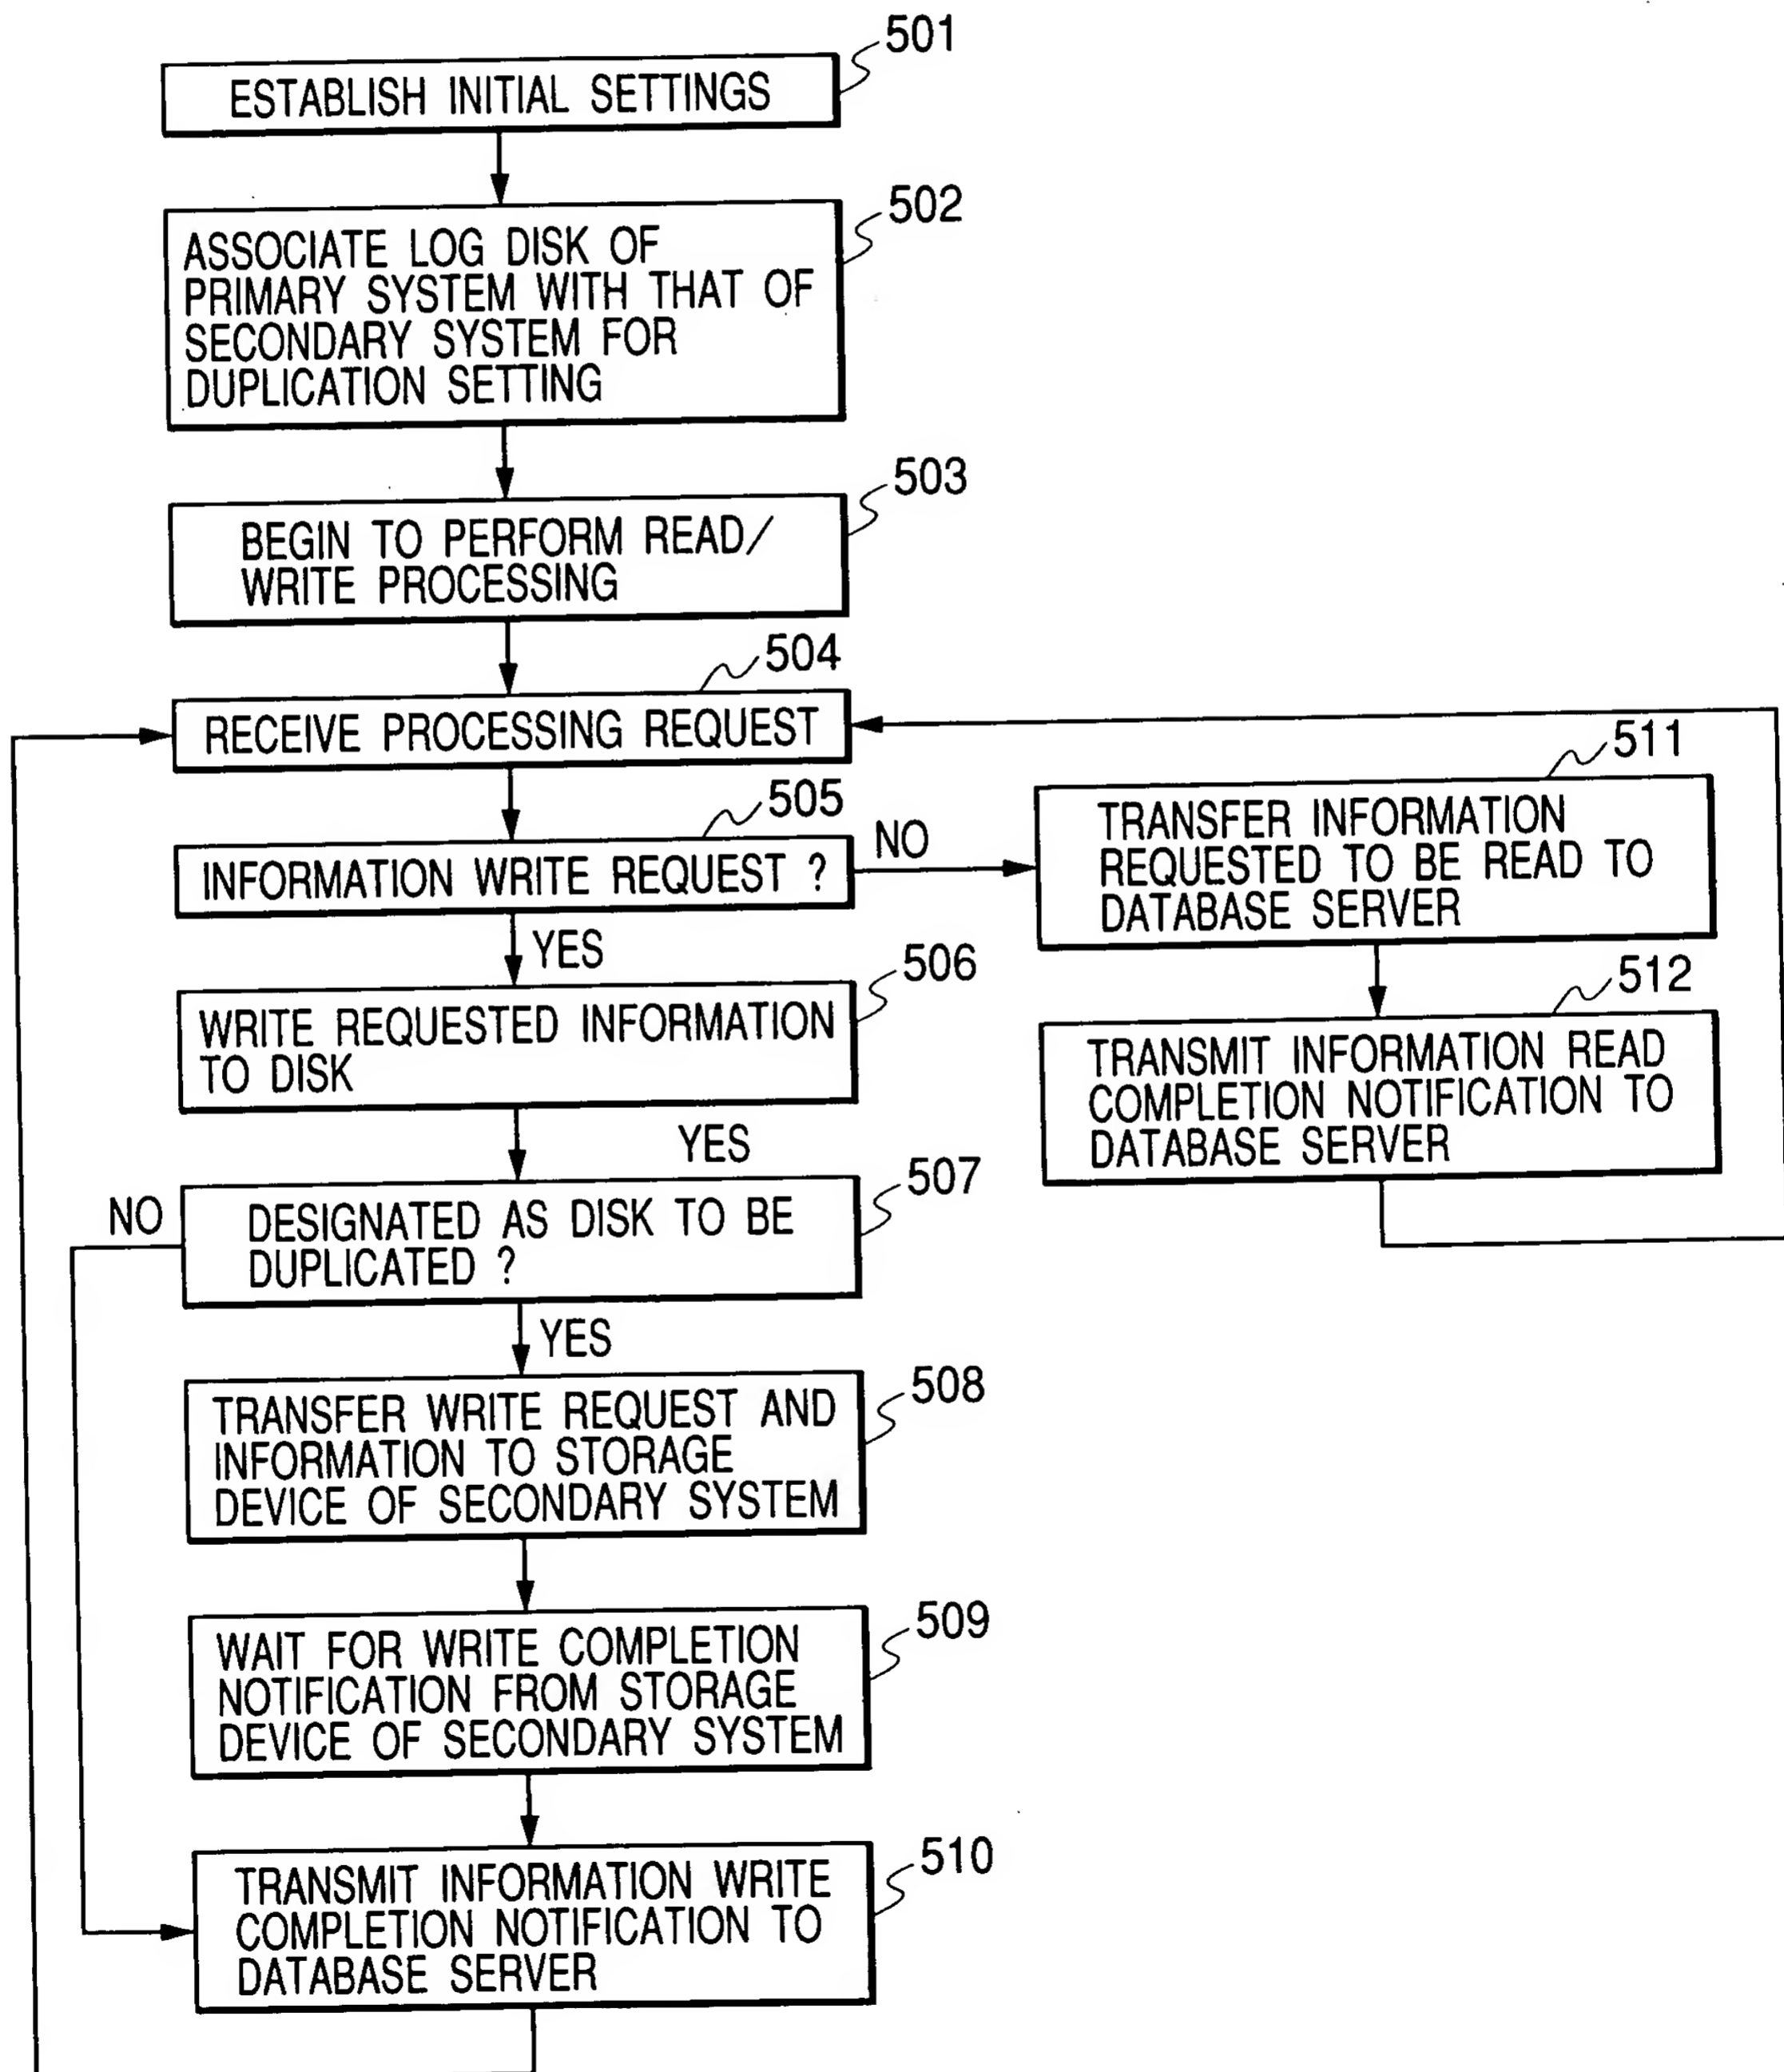 501
ESTABLISH INITIAL SETTINGS
502
ASSOCIATE LOG DISK OF
PRIMARY SYSTEM WITH THAT OF
SECONDARY SYSTEM FOR
DUPLICATION SETTING
503
BEGIN TO PERFORM READ/
WRITE PROCESSING
504
RECEIVE PROCESSING REQUEST
505
INFORMATION WRITE REQUEST ?
NO
511
TRANSFER INFORMATION
REQUESTED TO BE READ TO
DATABASE SERVER
512
TRANSMIT INFORMATION READ
COMPLETION NOTIFICATION TO
DATABASE SERVER
YES
506
WRITE REQUESTED INFORMATION
TO DISK
YES
507
NO
DESIGNATED AS DISK TO BE
DUPLICATED ?
YES
508
TRANSFER WRITE REQUEST AND
INFORMATION TO STORAGE
DEVICE OF SECONDARY SYSTEM
509
WAIT FOR WRITE COMPLETION
NOTIFICATION FROM STORAGE
DEVICE OF SECONDARY SYSTEM
510
TRANSMIT INFORMATION WRITE
COMPLETION NOTIFICATION TO
DATABASE SERVER